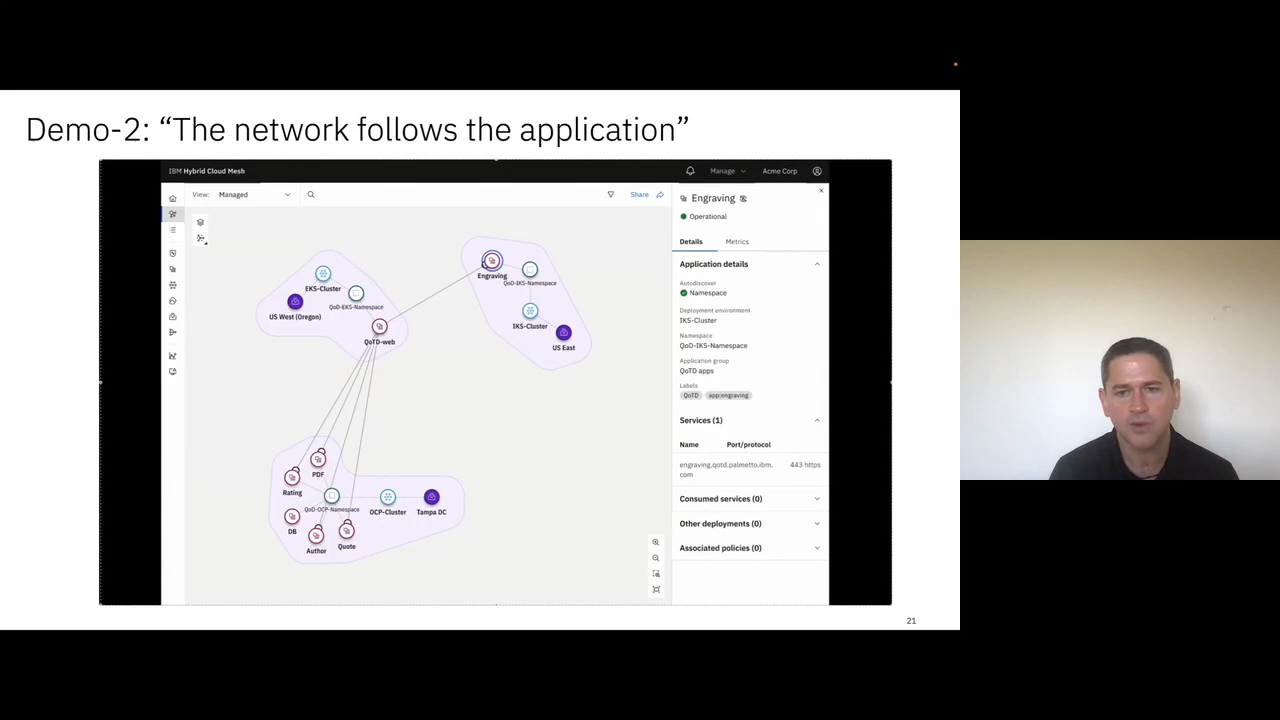 Demo-2: “The network follows the application”
IBM Hybrid Cloud Mesh
Manage
Acme Corp
View:
Managed
Share
Engraving
Operational
Details
Metrics
Application details
Autodiscover
Namespace
Deployment environment
IKS-Cluster
Namespace
QoD-IKS-Namespace
Application group
QoTD apps
Labels
QoTD
app:engraving
Services (1)
Name
Port/protocol
engraving.qotd.palmetto.ibm.
com
443 https
Consumed services (0)
Other deployments (0)
Associated policies (0)
EKS-Cluster
QoD-EKS-Namespace
US West (Oregon)
QoTD-web
Engraving
QoD-IKS-Namespace
IKS-Cluster
US East
PDF
Rating
QoD-OCP-Namespace
OCP-Cluster
Tampa DC
DB
Author
Quote
21